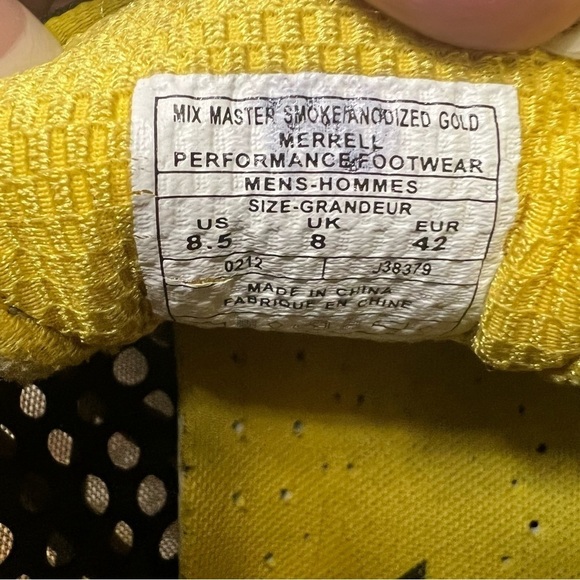 MIX MASTER SMOKE/ANODIZED GOLD
MERRELL
PERFORMANCE FOOTWEAR
MENS-HOMMES
SIZE-GRANDEUR
US UK EUR
8.5 8 42
0212 J38379
MADE IN CHINA
FABRIQUE EN CHINE